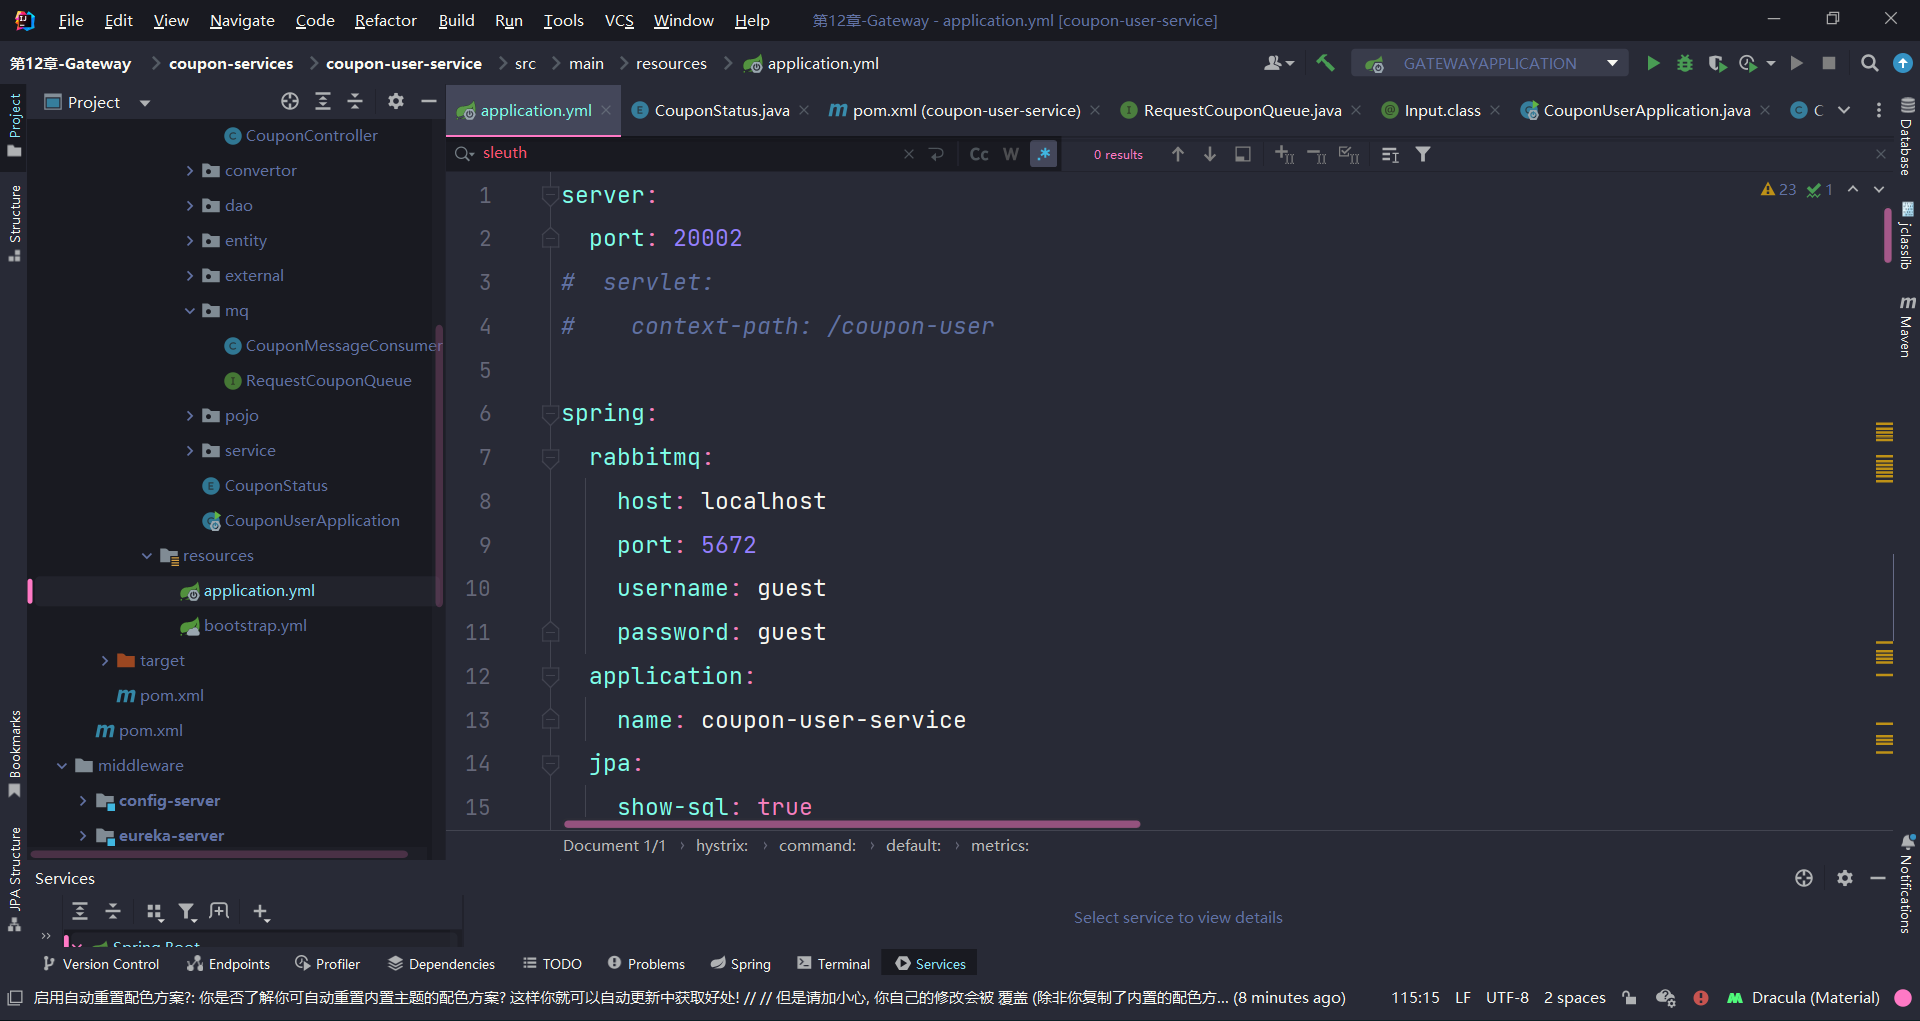 File Edit View Navigate Code Refactor Build Run Tools VCS Window Help 第12章-Gateway - application.yml [coupon-user-service]
第12章-Gateway coupon-services coupon-user-service src main resources application.yml GATEWAYAPPLICATION
Project
application.yml CouponStatus.java pom.xml (coupon-user-service) RequestCouponQueue.java Input.class CouponUserApplication.java C
sleuth Cc W .* 0 results
23 1
Project
Structure
Bookmarks
JPA Structure
CouponController
convertor
dao
entity
external
mq
CouponMessageConsumer
RequestCouponQueue
pojo
service
CouponStatus
CouponUserApplication
resources
application.yml
bootstrap.yml
target
pom.xml
pom.xml
middleware
config-server
eureka-server
1 server:
2 port: 20002
3 # servlet:
4 # context-path: /coupon-user
5
6 spring:
7 rabbitmq:
8 host: localhost
9 port: 5672
10 username: guest
11 password: guest
12 application:
13 name: coupon-user-service
14 jpa:
15 show-sql: true
Document 1/1 › hystrix: › command: › default: › metrics:
Database
jclasslib
Maven
Notifications
Services
Select service to view details
Spring Boot
Version Control Endpoints Profiler Dependencies TODO Problems Spring Terminal Services
启用自动重置配色方案?: 你是否了解你可自动重置内置主题的配色方案? 这样你就可以自动更新中获取好处! // // 但是请加小心, 你自己的修改会被 覆盖 (除非你复制了内置的配色方... (8 minutes ago) 115:15 LF UTF-8 2 spaces Dracula (Material)